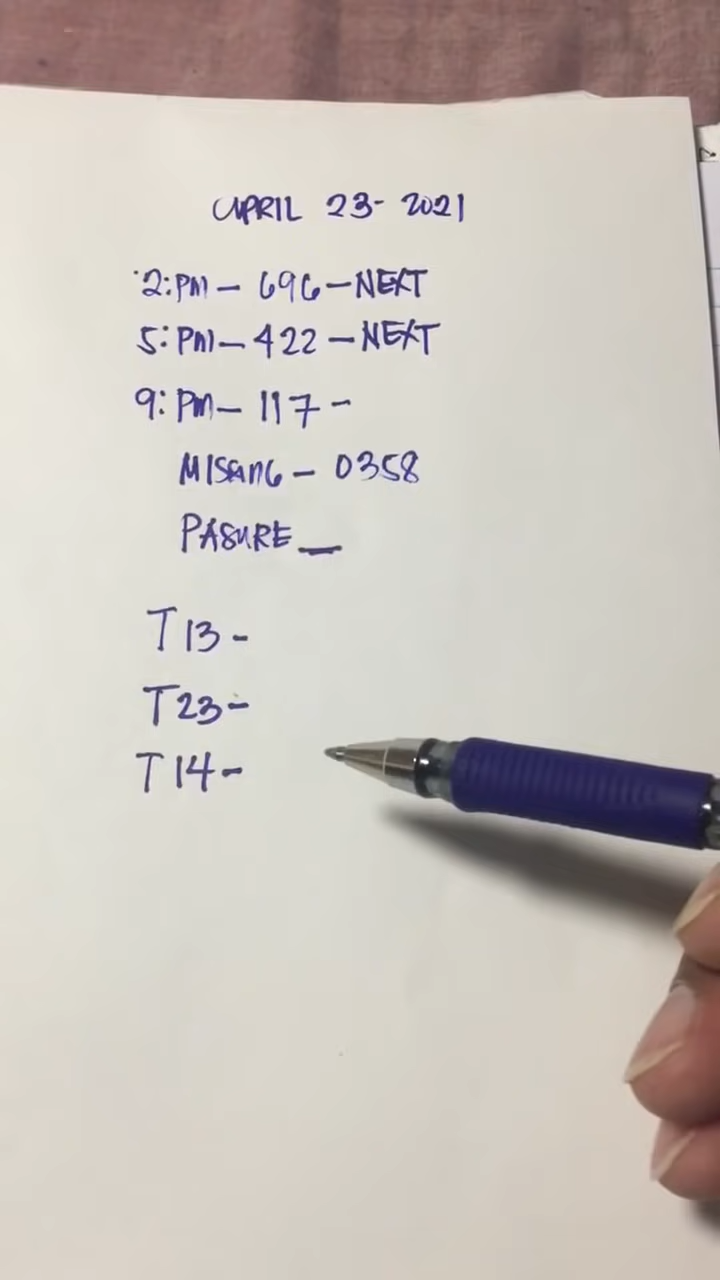 APRIL 23- 2021
2:PM - 696 - NEXT
5:PM - 422 - NEXT
9:PM - 117 -
MISANG - 0358
PASURE _
T13 -
T23 -
T14 -